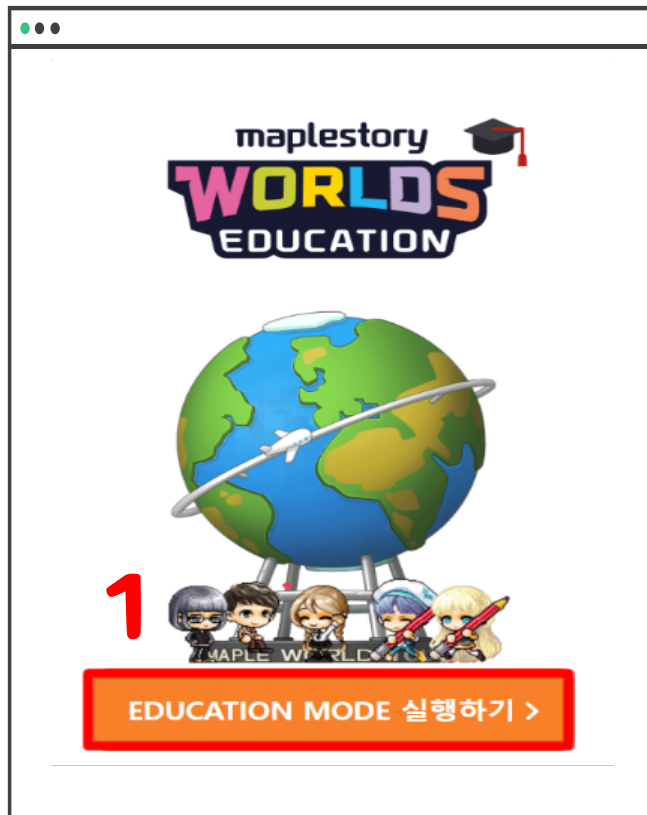 maplestory
WORLDS
EDUCATION
1
MAPLE WORLD
EDUCATION MODE 실행하기 >